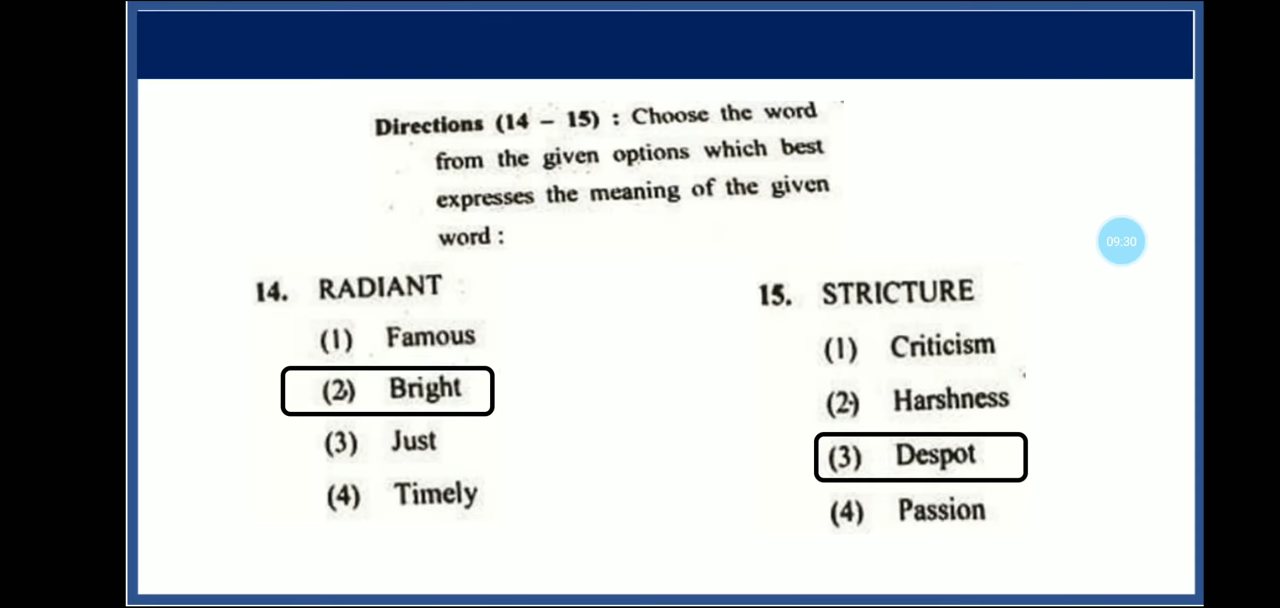 Directions (14 – 15) : Choose the word
from the given options which best
expresses the meaning of the given
word :
14. RADIANT
(1) Famous
(2) Bright
(3) Just
(4) Timely
15. STRICTURE
(1) Criticism
(2) Harshness
(3) Despot
(4) Passion
09:30